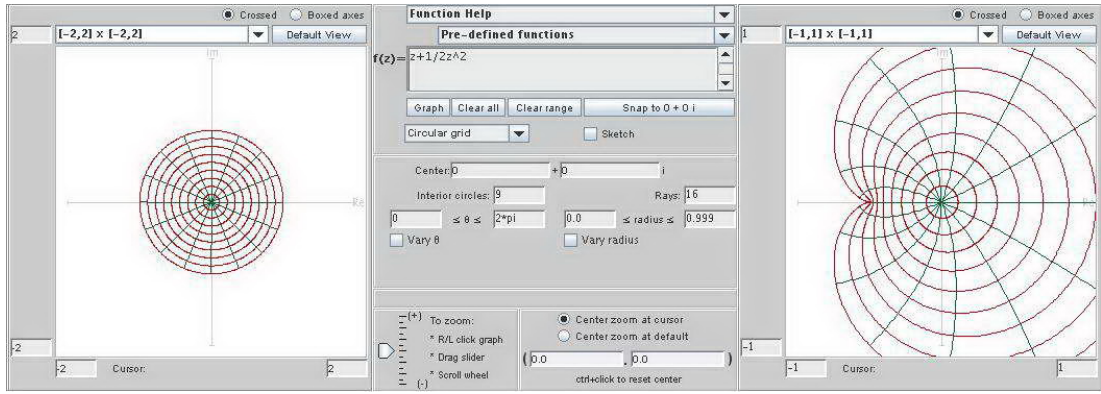 Crossed Boxed axes
2 [-2,2] x [-2,2] Default View
Im
Re
-2
-2 Cursor: 2
Function Help
Pre-defined functions
f(z)= z+1/2z^2
Graph Clear all Clear range Snap to 0 + 0 i
Circular grid Sketch
Center: 0 + 0 i
Interior circles: 9 Rays: 16
0 ≤ θ ≤ 2*pi 0.0 ≤ radius ≤ 0.999
Vary θ Vary radius
(+) To zoom:
* R/L click graph
* Drag slider
* Scroll wheel
(-)
Center zoom at cursor
Center zoom at default
( 0.0 , 0.0 )
ctrl+click to reset center
Crossed Boxed axes
1 [-1,1] x [-1,1] Default View
Im
Re
-1
-1 Cursor: 1